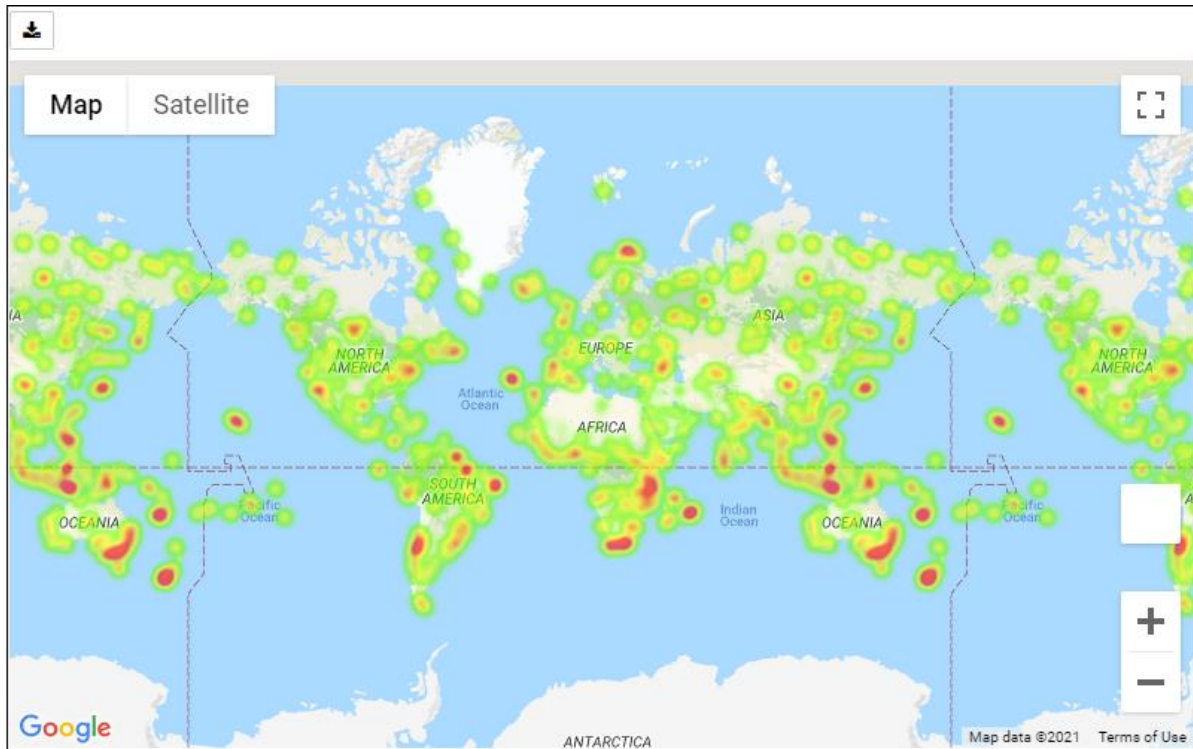 Map Satellite
ASIA
NORTH
AMERICA
EUROPE
NORTH
AMERICA
Atlantic
Ocean
AFRICA
SOUTH
AMERICA
Pacific
Ocean
OCEANIA
Indian
Ocean
OCEANIA
Pacific
Ocean
Google
ANTARCTICA
Map data ©2021 Terms of Use